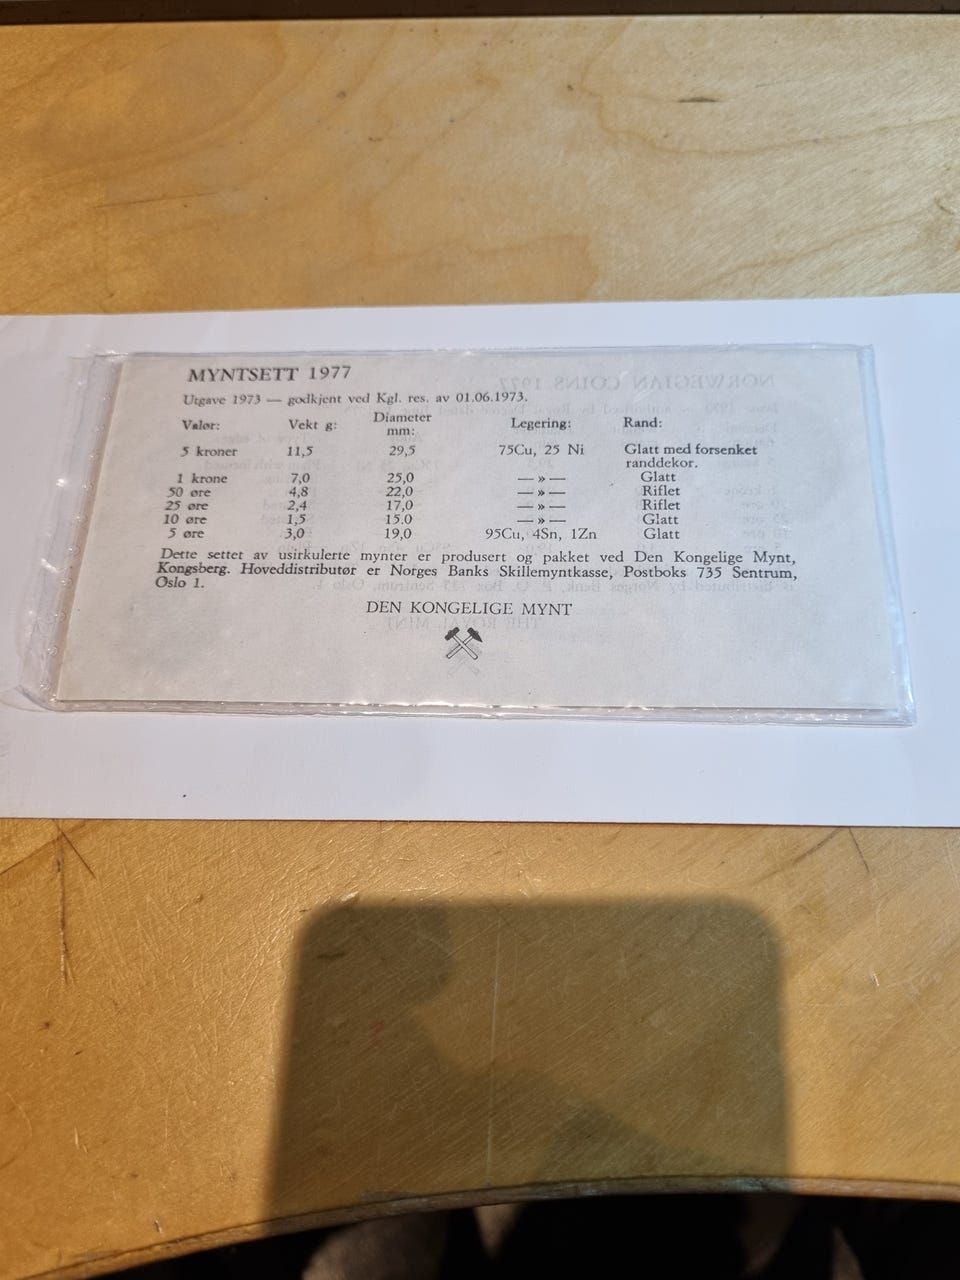 MYNTSETT 1977
Utgave 1973 — godkjent ved Kgl. res. av 01.06.1973.
Valør: Vekt g: Diameter mm: Legering: Rand:
5 kroner 11,5 29,5 75Cu, 25 Ni Glatt med forsenket randdekor.
1 krone 7,0 25,0 —»— Glatt
50 øre 4,8 22,0 —»— Riflet
25 øre 2,4 17,0 —»— Riflet
10 øre 1,5 15.0 —»— Glatt
5 øre 3,0 19,0 95Cu, 4Sn, 1Zn Glatt
Dette settet av usirkulerte mynter er produsert og pakket ved Den Kongelige Mynt,
Kongsberg. Hoveddistributør er Norges Banks Skillemyntkasse, Postboks 735 Sentrum,
Oslo 1.
DEN KONGELIGE MYNT